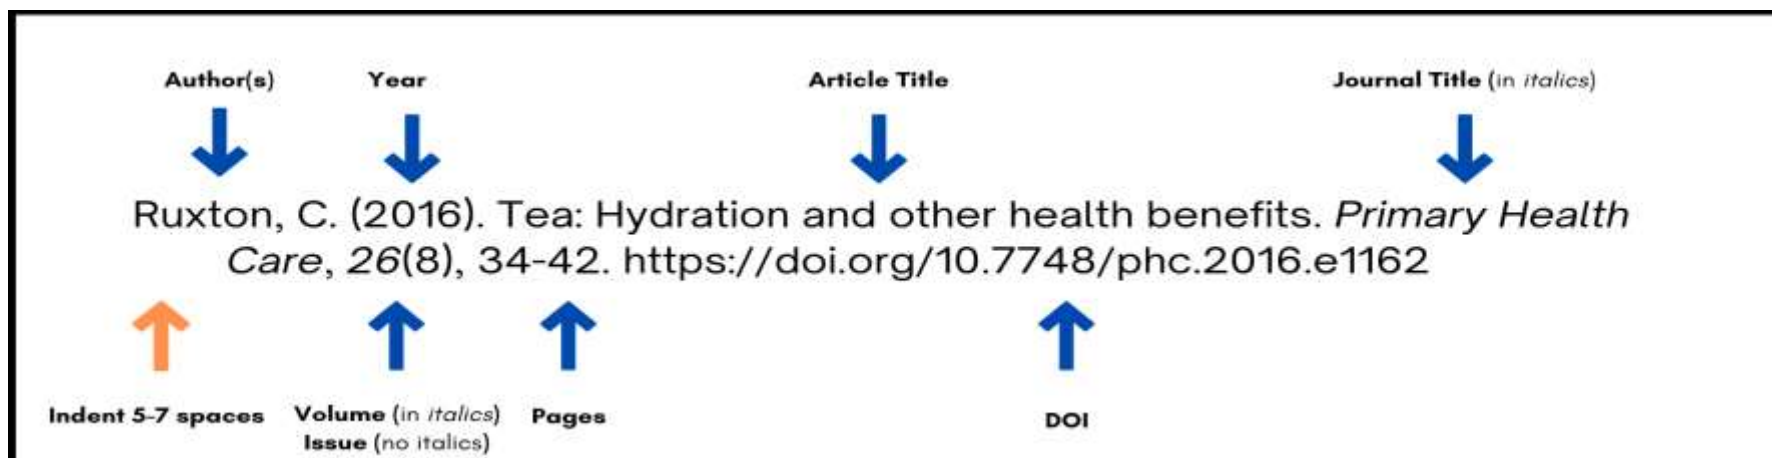 Author(s) Year Article Title Journal Title (in italics)
Ruxton, C. (2016). Tea: Hydration and other health benefits. Primary Health
Care, 26(8), 34-42. https://doi.org/10.7748/phc.2016.e1162
Indent 5-7 spaces Volume (in italics) Pages DOI
Issue (no italics)